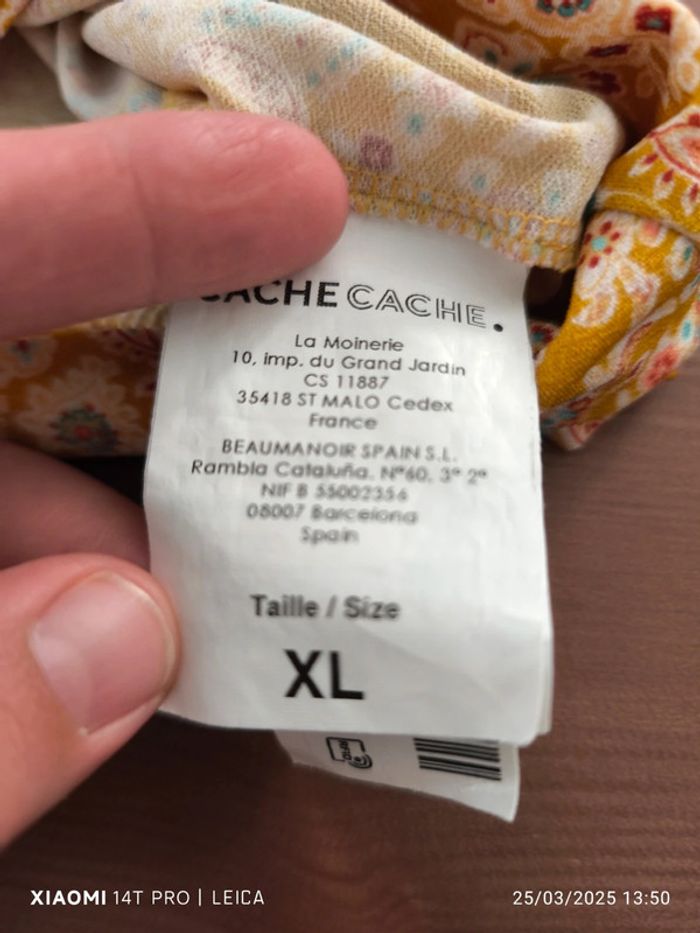 CACHE CACHE.
La Moinerie
10, imp. du Grand Jardin
CS 11887
35418 ST MALO Cedex
France
BEAUMANOIR SPAIN S.L.
Rambla Cataluña, Nº60, 3º 2ª
NIF B 55002356
08007 Barcelona
Spain
Taille / Size
XL
XIAOMI 14T PRO | LEICA
25/03/2025 13:50